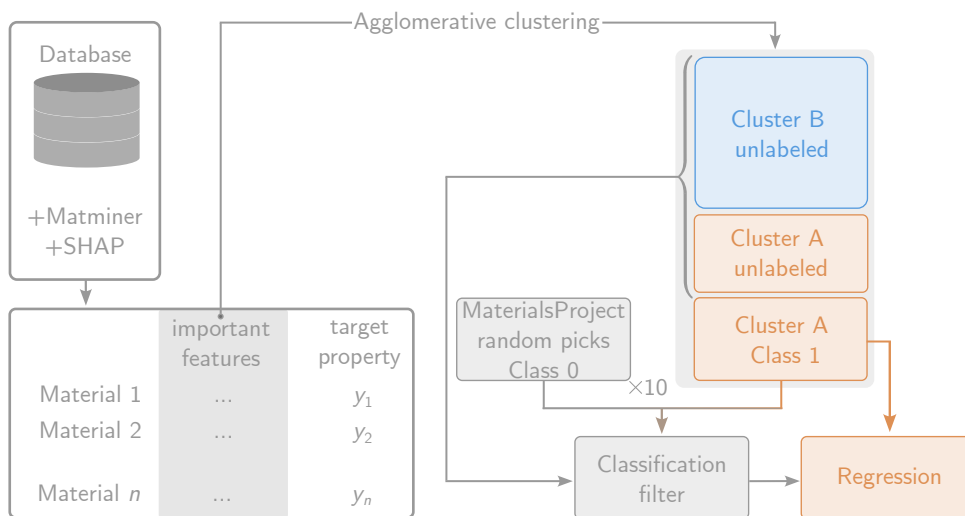 Agglomerative clustering
Database
+Matminer
+SHAP
Cluster B
unlabeled
Cluster A
unlabeled
Cluster A
Class 1
MaterialsProject
random picks
Class 0
×10
important
features
target
property
Material 1 ... y₁
Material 2 ... y₂
Material n ... yₙ
Classification
filter
Regression